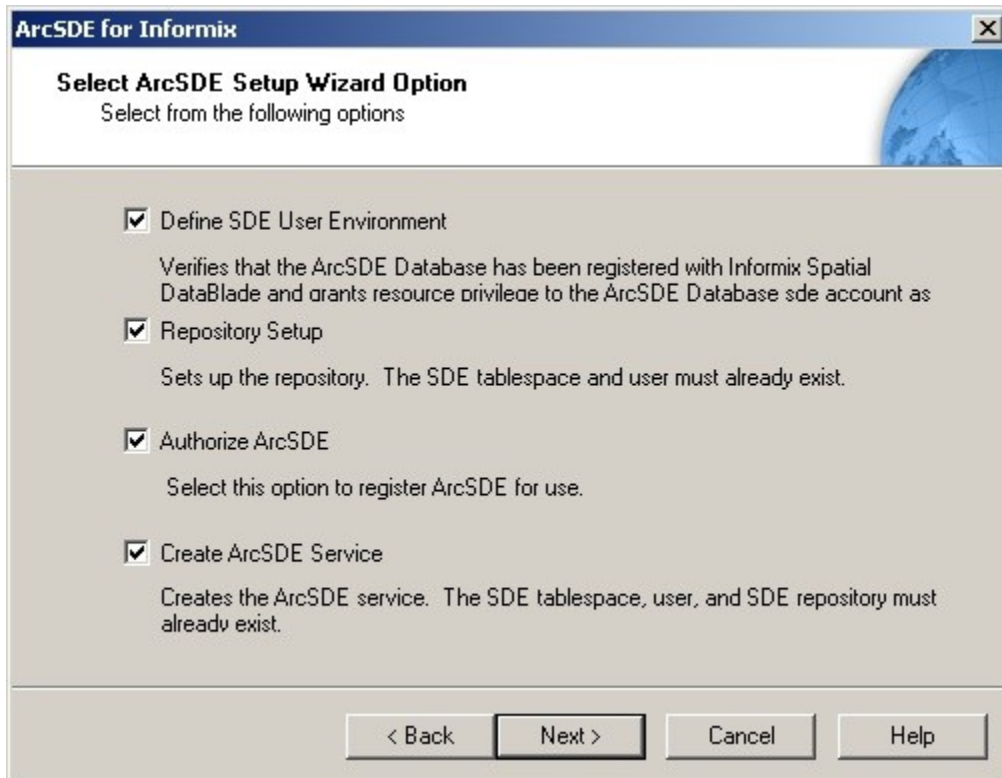 ArcSDE for Informix
Select ArcSDE Setup Wizard Option
Select from the following options
Define SDE User Environment
Verifies that the ArcSDE Database has been registered with Informix Spatial
DataBlade and grants resource privilege to the ArcSDE Database sde account as
Repository Setup
Sets up the repository.  The SDE tablespace and user must already exist.
Authorize ArcSDE
Select this option to register ArcSDE for use.
Create ArcSDE Service
Creates the ArcSDE service.  The SDE tablespace, user, and SDE repository must
already exist.
< Back
Next >
Cancel
Help